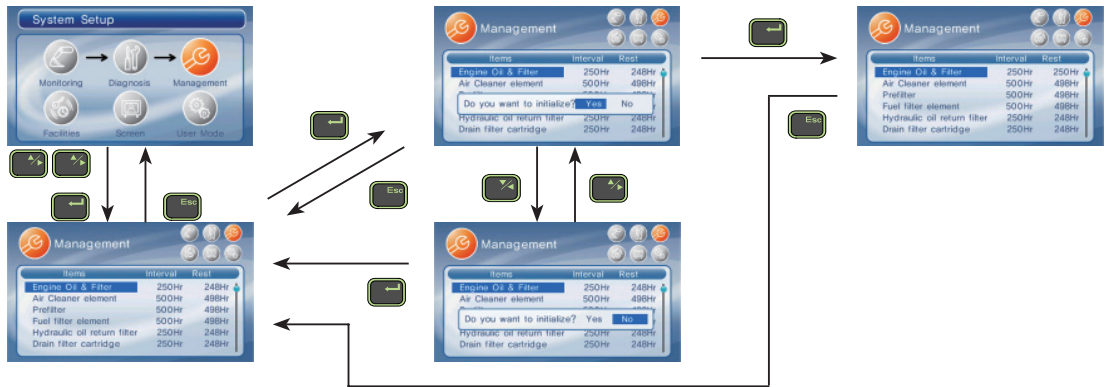 System Setup
Monitoring
Diagnosis
Management
Facilities
Screen
User Mode
Esc
Management
Items Interval Rest
Engine Oil & Filter 250Hr 248Hr
Air Cleaner element 500Hr 498Hr
Prefilter 500Hr 498Hr
Fuel filter element 500Hr 498Hr
Hydraulic oil return filter 250Hr 248Hr
Drain filter cartridge 250Hr 248Hr
Esc
Management
Items Interval Rest
Engine Oil & Filter 250Hr 248Hr
Air Cleaner element 500Hr 498Hr
Do you want to initialize? Yes No
Hydraulic oil return filter 250Hr 248Hr
Drain filter cartridge 250Hr 248Hr
Management
Items Interval Rest
Engine Oil & Filter 250Hr 248Hr
Air Cleaner element 500Hr 498Hr
Do you want to initialize? Yes No
Hydraulic oil return filter 250Hr 248Hr
Drain filter cartridge 250Hr 248Hr
Esc
Management
Items Interval Rest
Engine Oil & Filter 250Hr 250Hr
Air Cleaner element 500Hr 498Hr
Prefilter 500Hr 498Hr
Fuel filter element 500Hr 498Hr
Hydraulic oil return filter 250Hr 248Hr
Drain filter cartridge 250Hr 248Hr